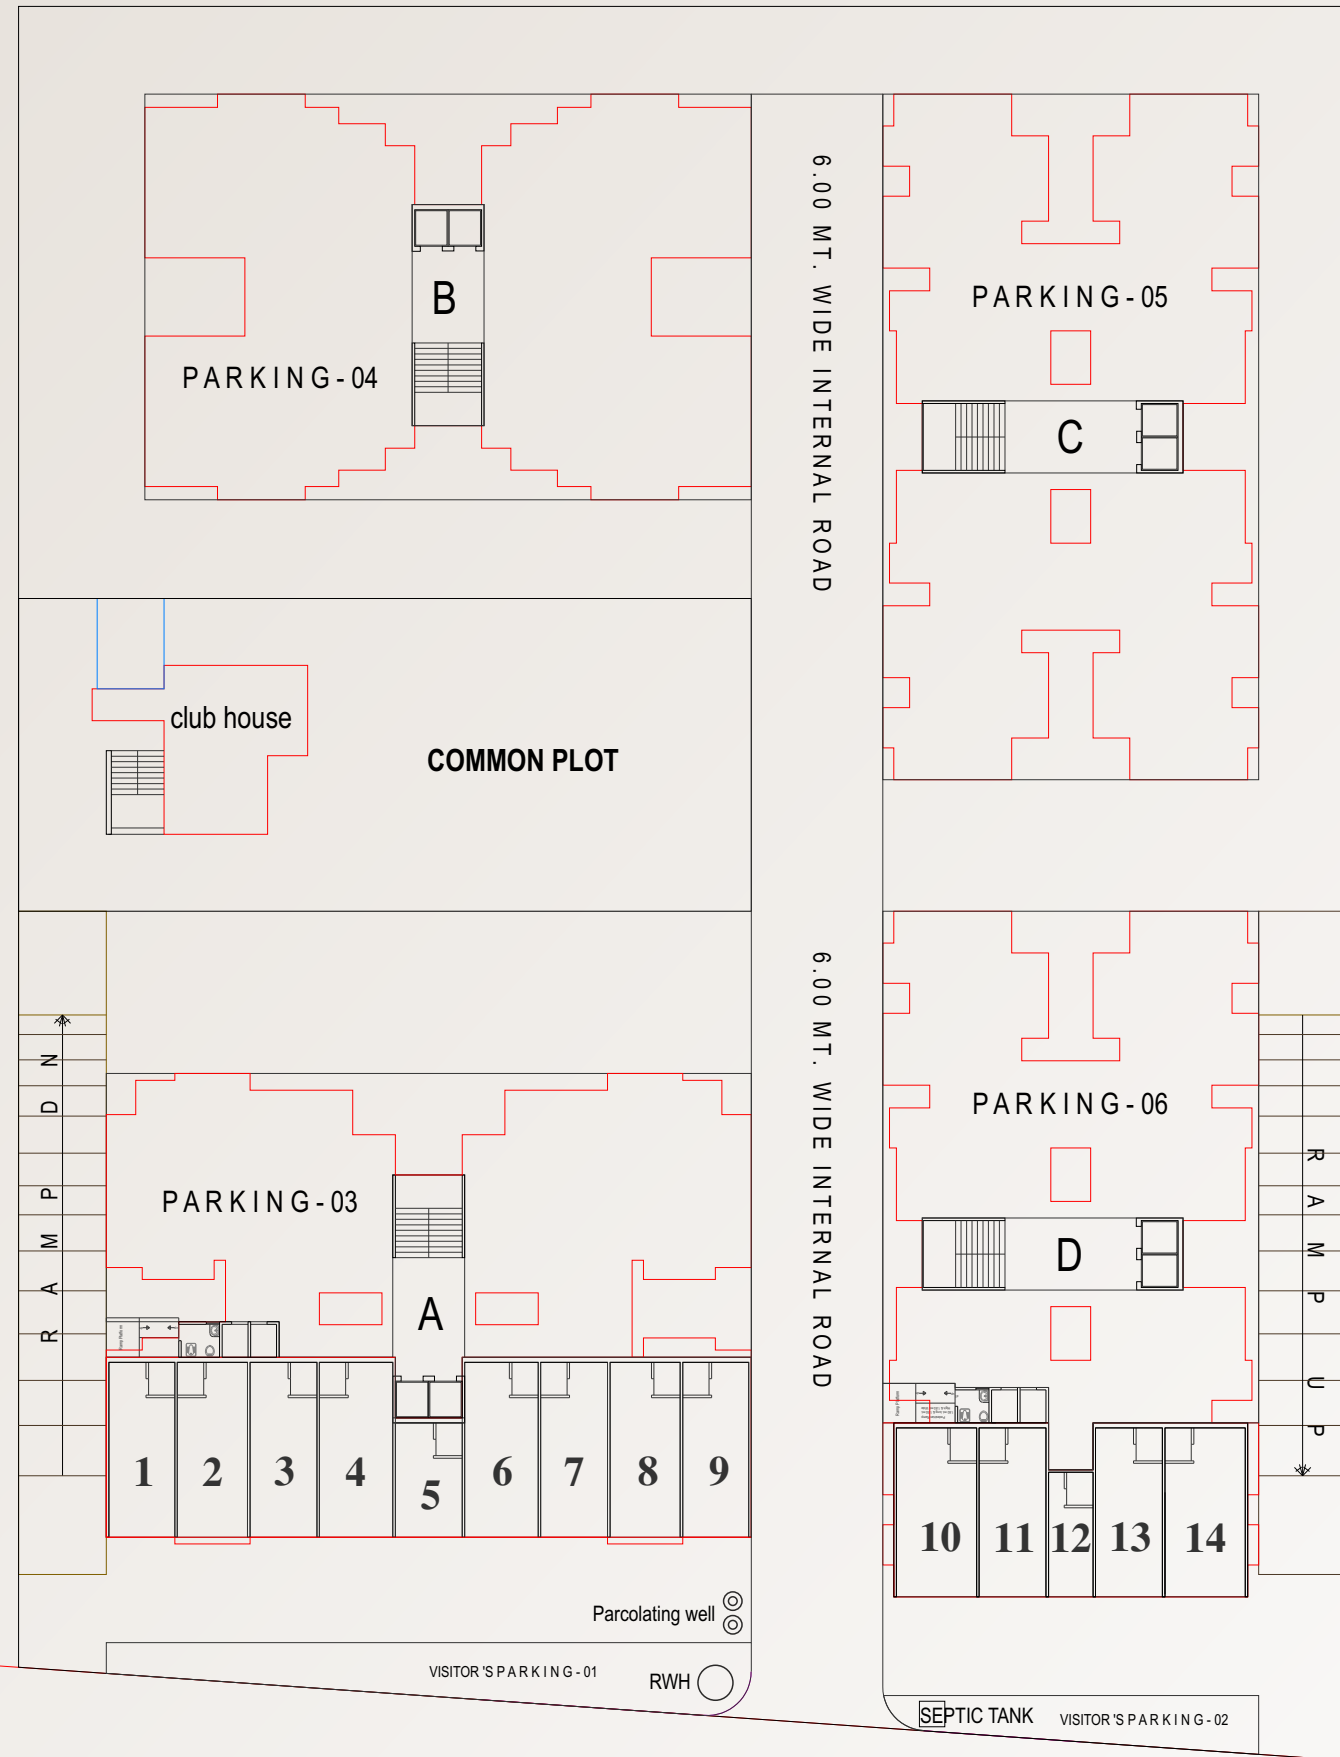 B
PARKING-04
6.00 MT. WIDE INTERNAL ROAD
PARKING-05
C
club house
COMMON PLOT
RAMP DN
PARKING-03
A
6.00 MT. WIDE INTERNAL ROAD
PARKING-06
D
RAMP UP
1 2 3 4 5 6 7 8 9
10 11 12 13 14
Parcolating well
VISITOR'S PARKING-01
RWH
SEPTIC TANK
VISITOR'S PARKING-02